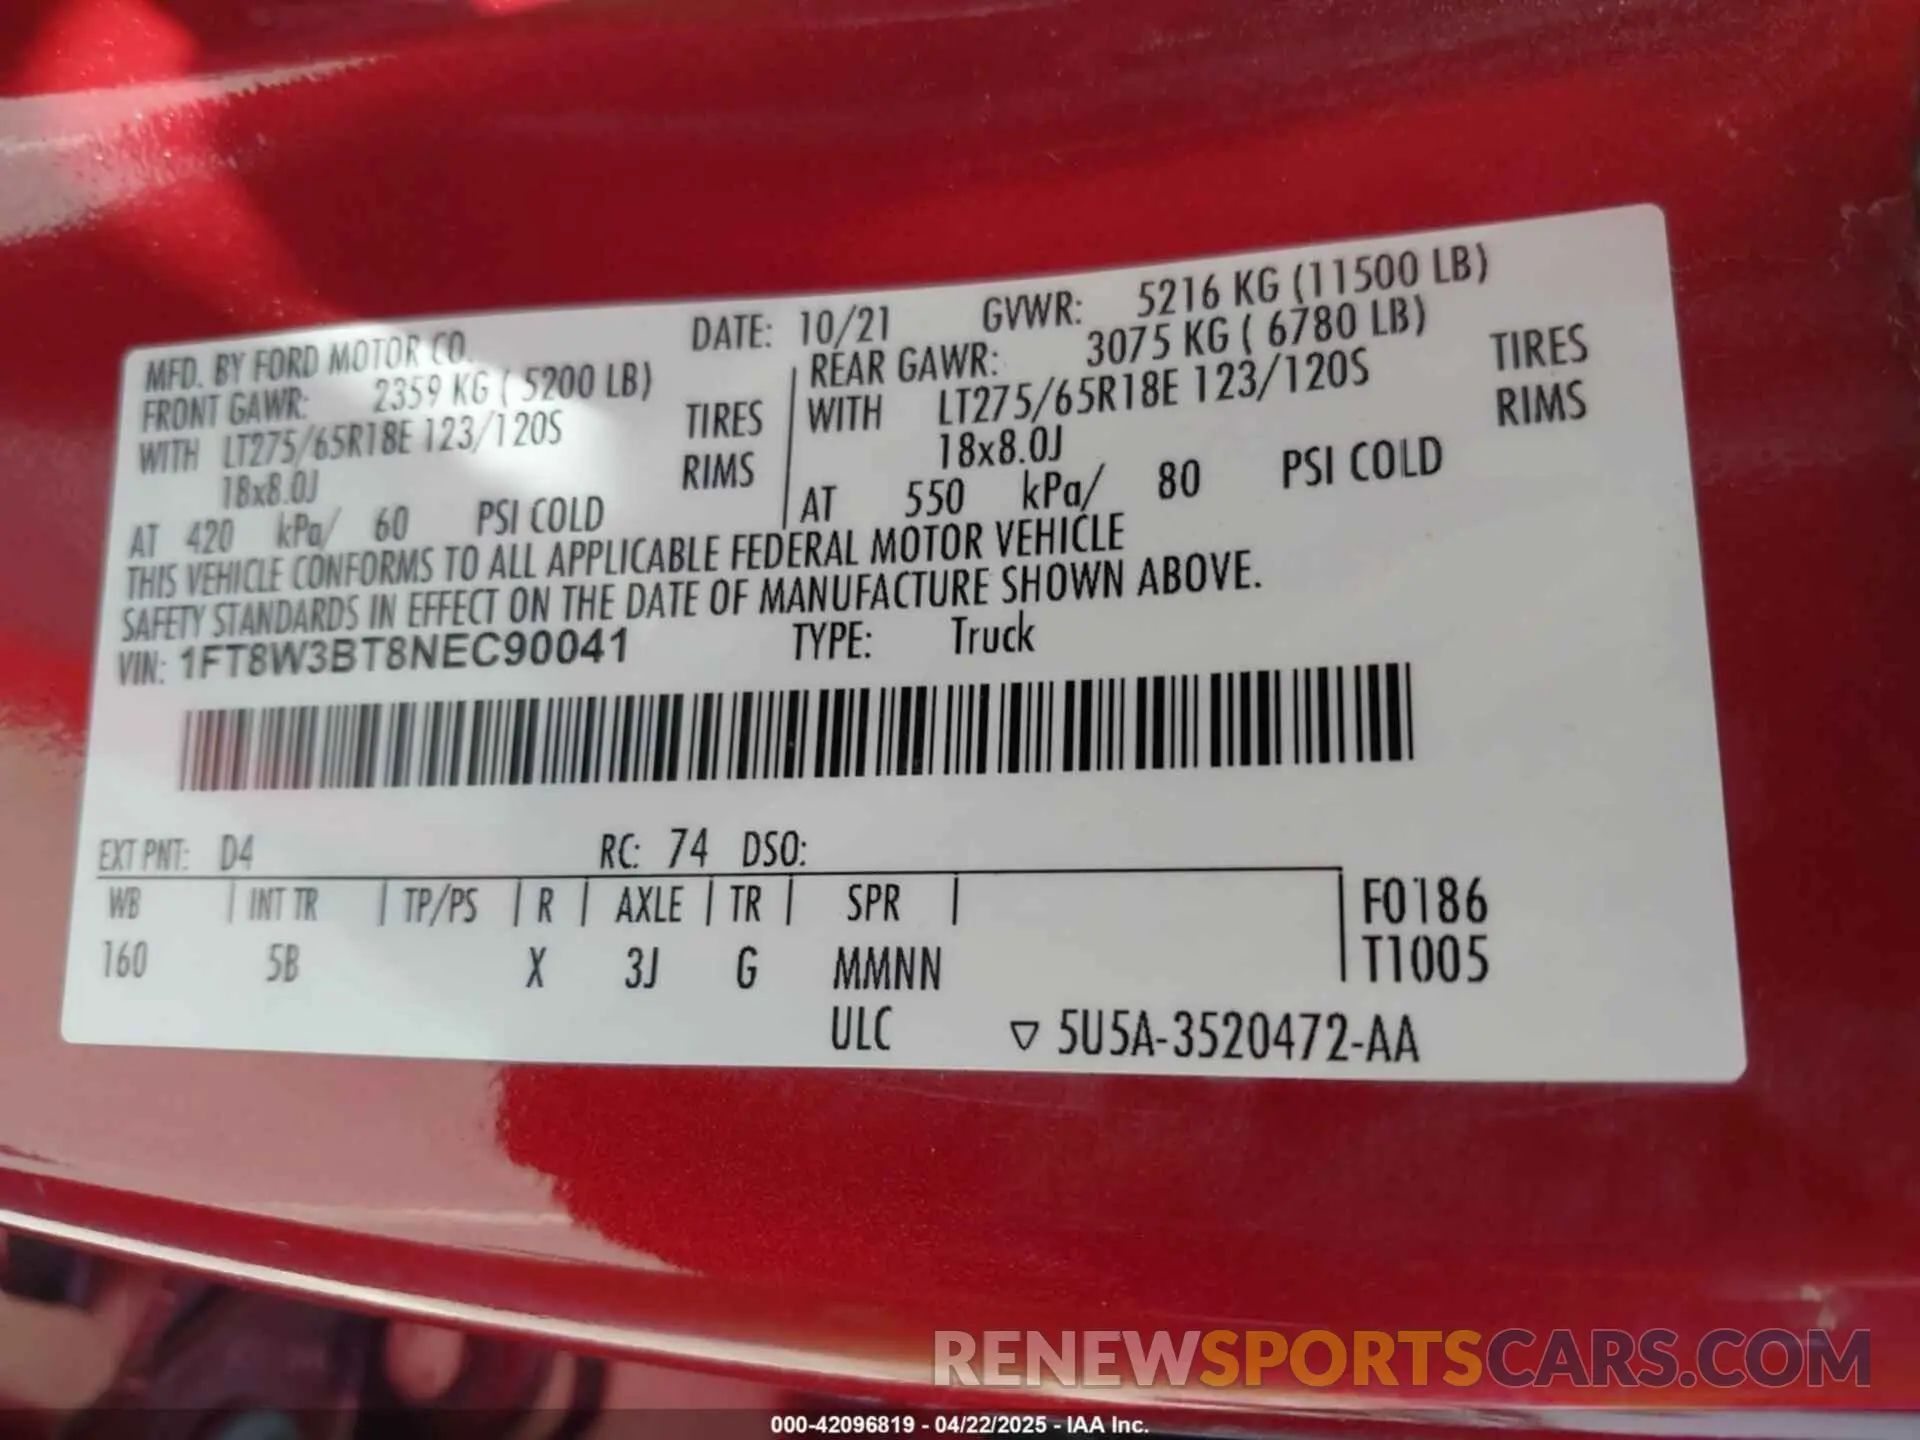 MFD. BY FORD MOTOR CO. DATE: 10/21 GVWR: 5216 KG (11500 LB)
FRONT GAWR: 2359 KG ( 5200 LB) REAR GAWR: 3075 KG ( 6780 LB)
WITH LT275/65R18E 123/120S TIRES WITH LT275/65R18E 123/120S TIRES
18x8.0J RIMS 18x8.0J RIMS
AT 420 kPa/ 60 PSI COLD AT 550 kPa/ 80 PSI COLD
THIS VEHICLE CONFORMS TO ALL APPLICABLE FEDERAL MOTOR VEHICLE
SAFETY STANDARDS IN EFFECT ON THE DATE OF MANUFACTURE SHOWN ABOVE.
VIN: 1FT8W3BT8NEC90041 TYPE: Truck
EXT PNT: D4 RC: 74 DSO:
WB INT TR TP/PS R AXLE TR SPR F0186
160 5B X 3J G MMNN T1005
ULC ▽ 5U5A-3520472-AA
RENEWSPORTSCARS.COM
000-42096819 - 04/22/2025 - IAA Inc.